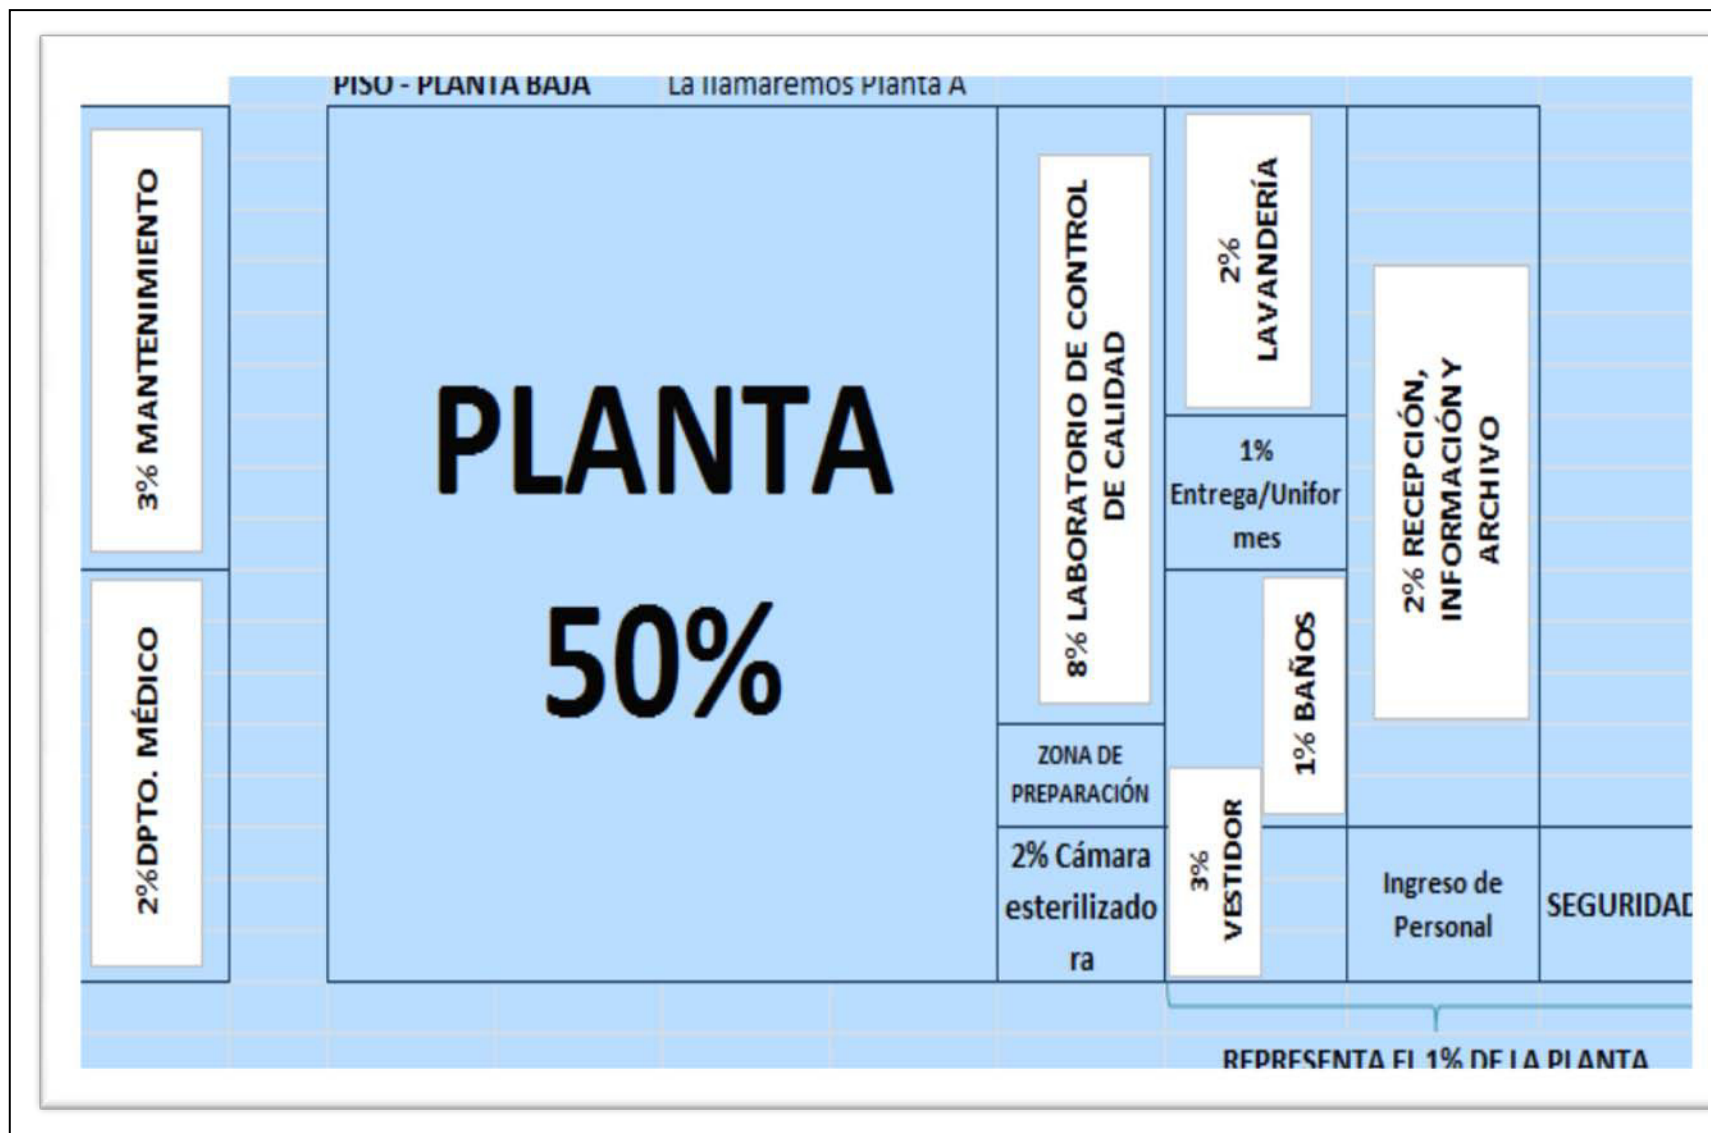 PISO - PLANTA BAJA La llamaremos Planta A
3% MANTENIMIENTO
2%DPTO. MÉDICO
PLANTA
50%
8% LABORATORIO DE CONTROL
DE CALIDAD
ZONA DE
PREPARACIÓN
2% Cámara
esterilizado
ra
2%
LAVANDERÍA
1%
Entrega/Unifor
mes
1% BAÑOS
3%
VESTIDOR
2% RECEPCIÓN,
INFORMACIÓN Y
ARCHIVO
Ingreso de
Personal
SEGURIDAD
REPRESENTA EL 1% DE LA PLANTA